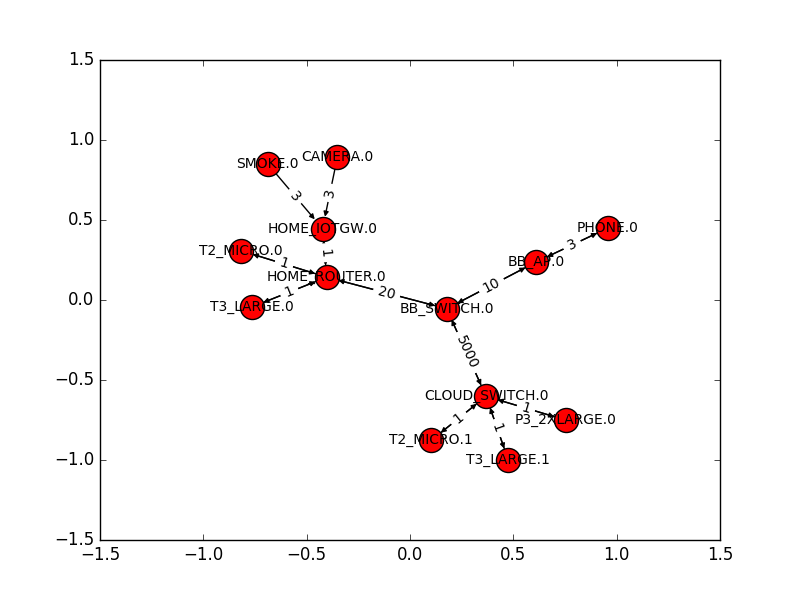 1.5
1.0
0.5
0.0
−0.5
−1.0
−1.5
SMOKE.0
CAMERA.0
3
3
HOME_IOTGW.0
PHONE.0
3
T2_MICRO.0
1
1
BB_AP.0
HOME_ROUTER.0
10
1
20
T3_LARGE.0
BB_SWITCH.0
5000
CLOUD_SWITCH.0
1
P3_2XLARGE.0
1
1
T2_MICRO.1
T3_LARGE.1
−1.5
−1.0
−0.5
0.0
0.5
1.0
1.5